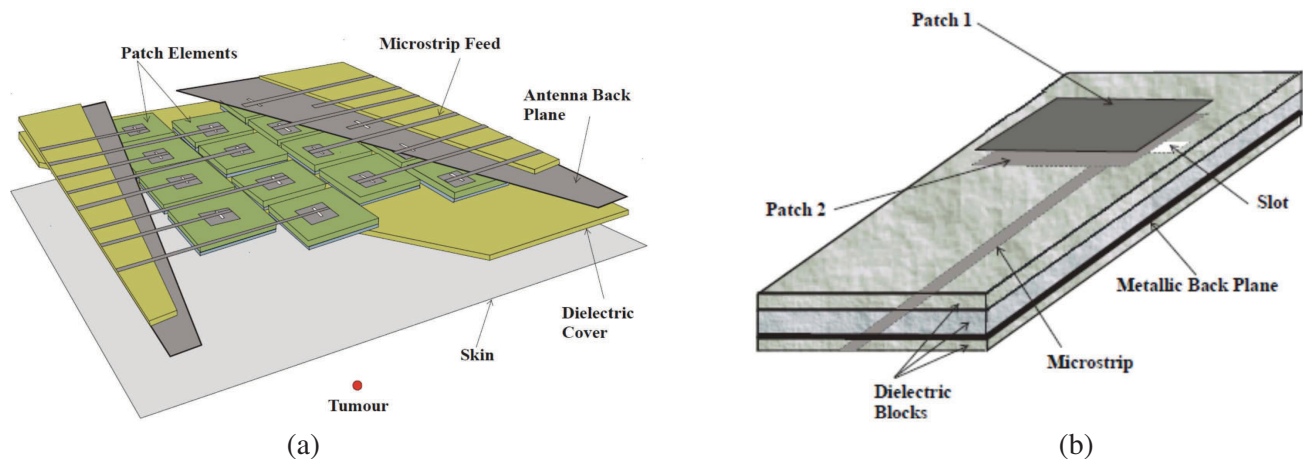 Patch Elements
Microstrip Feed
Antenna Back
Plane
Dielectric
Cover
Skin
Tumour
(a)
Patch 1
Patch 2
Slot
Metallic Back Plane
Microstrip
Dielectric
Blocks
(b)